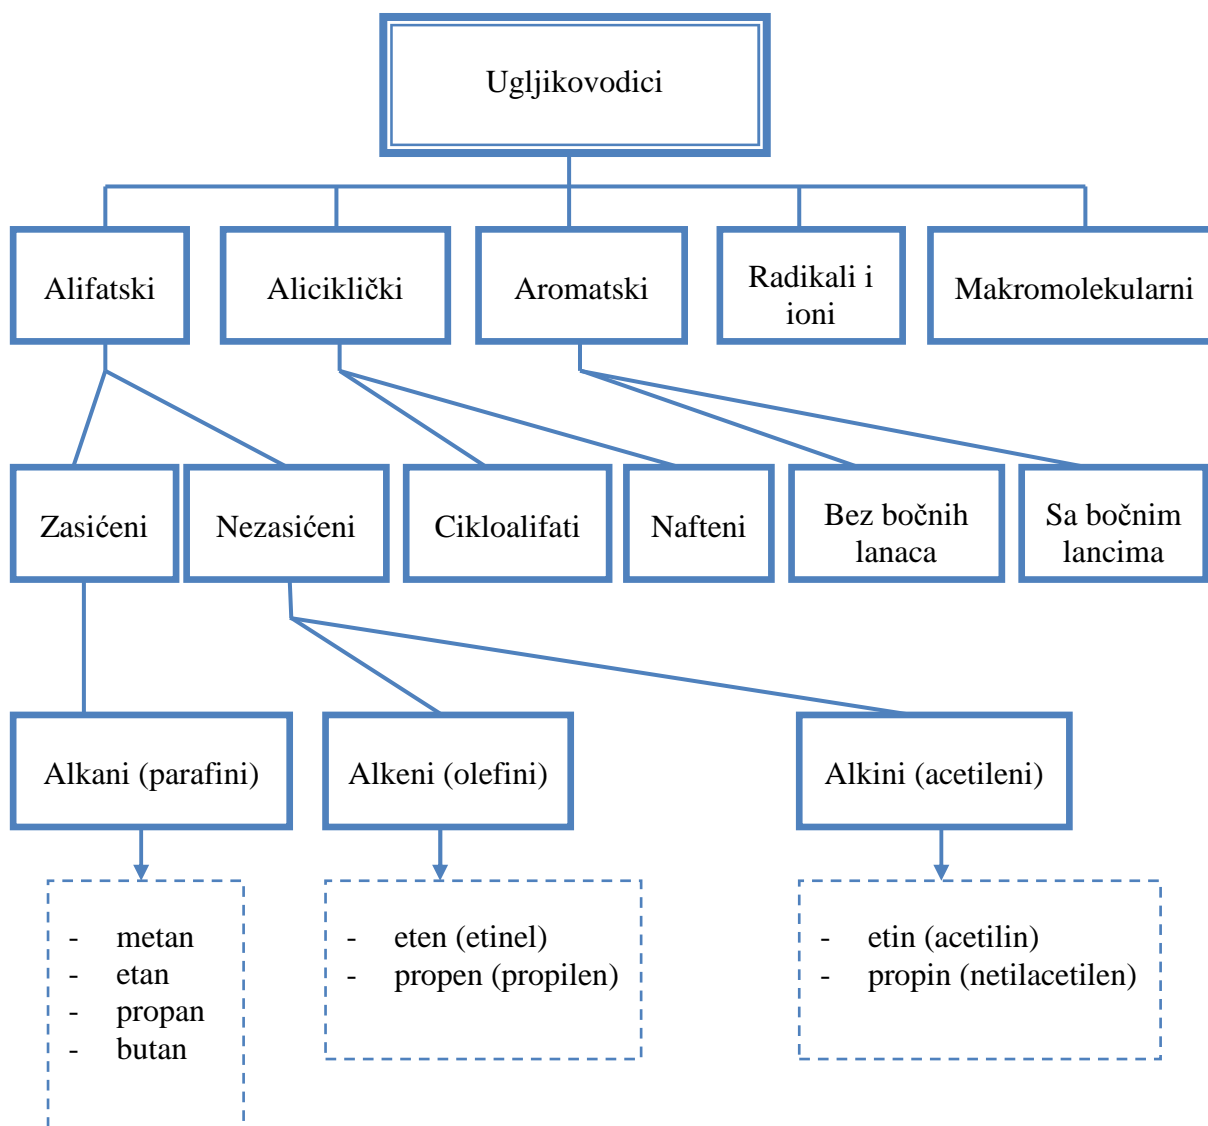 Ugljikovodici
Alifatski
Aliciklički
Aromatski
Radikali i
ioni
Makromolekularni
Zasićeni
Nezasićeni
Cikloalifati
Nafteni
Bez bočnih
lanaca
Sa bočnim
lancima
Alkani (parafini)
Alkeni (olefini)
Alkini (acetileni)
- metan
- etan
- propan
- butan
- eten (etinel)
- propen (propilen)
- etin (acetilin)
- propin (netilacetilen)